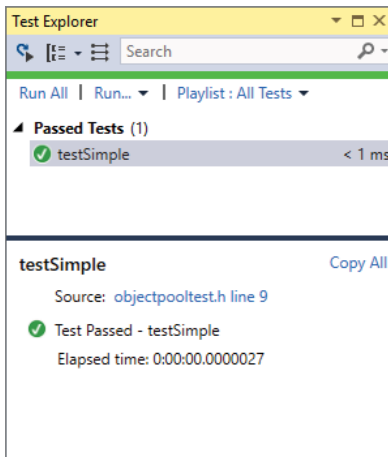 Test Explorer
Search
Run All | Run... | Playlist : All Tests
Passed Tests (1)
testSimple < 1 ms
testSimple Copy All
Source: objectpooltest.h line 9
Test Passed - testSimple
Elapsed time: 0:00:00.0000027